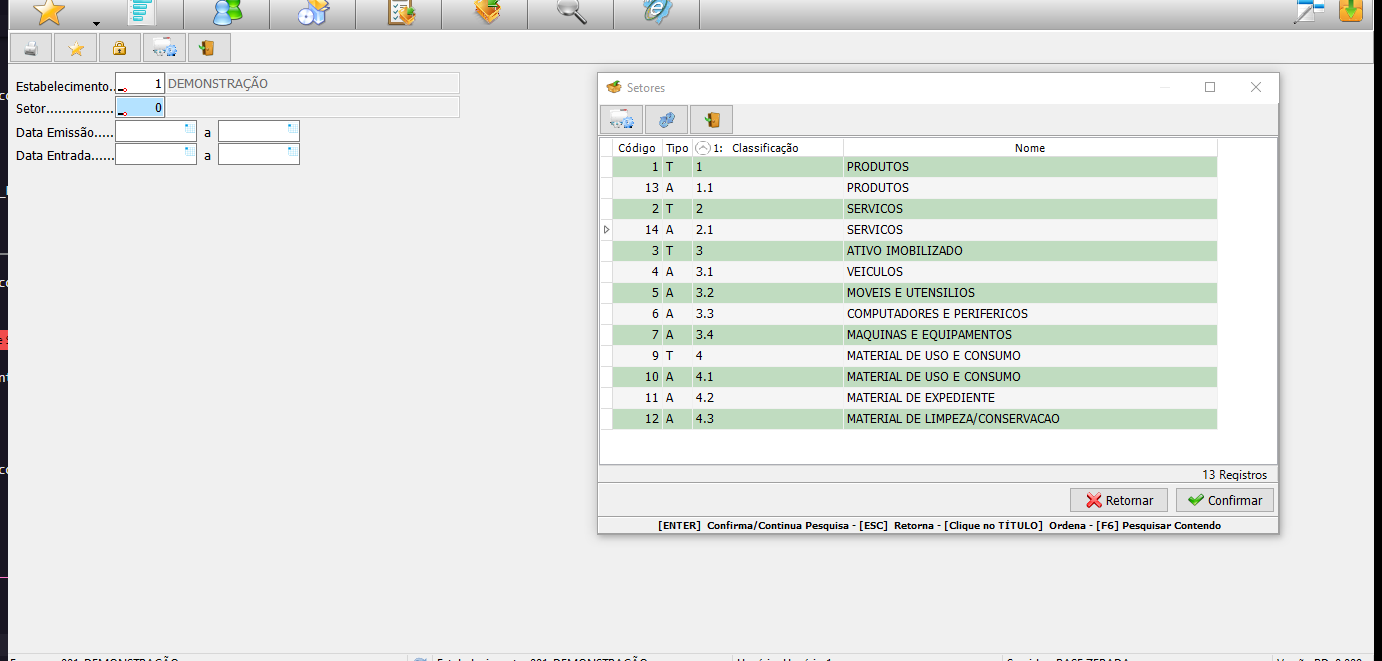 Estabelecimento.. 1 DEMONSTRAÇÃO
Setor................ 0
Data Emissão..... a
Data Entrada...... a
Setores
Código Tipo 1: Classificação Nome
1 T 1 PRODUTOS
13 A 1.1 PRODUTOS
2 T 2 SERVICOS
14 A 2.1 SERVICOS
3 T 3 ATIVO IMOBILIZADO
4 A 3.1 VEICULOS
5 A 3.2 MOVEIS E UTENSILIOS
6 A 3.3 COMPUTADORES E PERIFERICOS
7 A 3.4 MAQUINAS E EQUIPAMENTOS
9 T 4 MATERIAL DE USO E CONSUMO
10 A 4.1 MATERIAL DE USO E CONSUMO
11 A 4.2 MATERIAL DE EXPEDIENTE
12 A 4.3 MATERIAL DE LIMPEZA/CONSERVACAO
13 Registros
Retornar Confirmar
[ENTER] Confirma/Continua Pesquisa - [ESC] Retorna - [Clique no TÍTULO] Ordena - [F6] Pesquisar Contendo